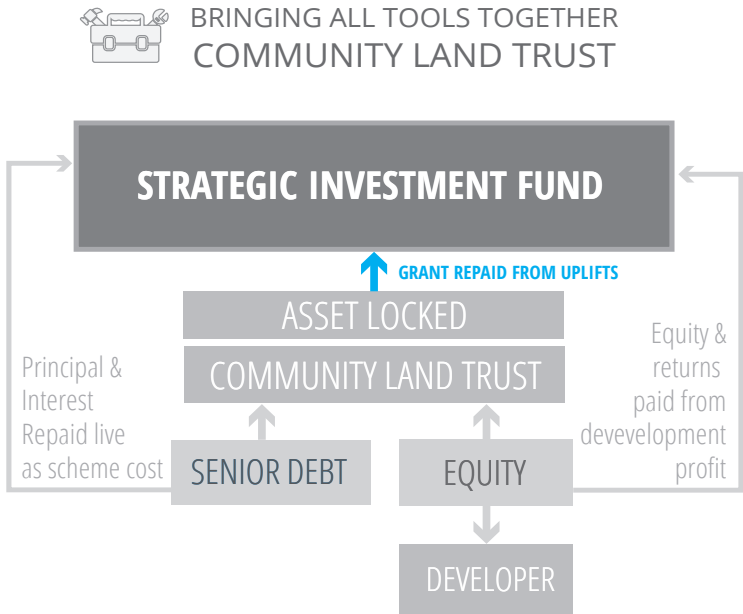 BRINGING ALL TOOLS TOGETHER
COMMUNITY LAND TRUST
STRATEGIC INVESTMENT FUND
GRANT REPAID FROM UPLIFTS
ASSET LOCKED
COMMUNITY LAND TRUST
Principal &
Interest
Repaid live
as scheme cost
Equity &
returns
paid from
devevelopment
profit
SENIOR DEBT
EQUITY
DEVELOPER